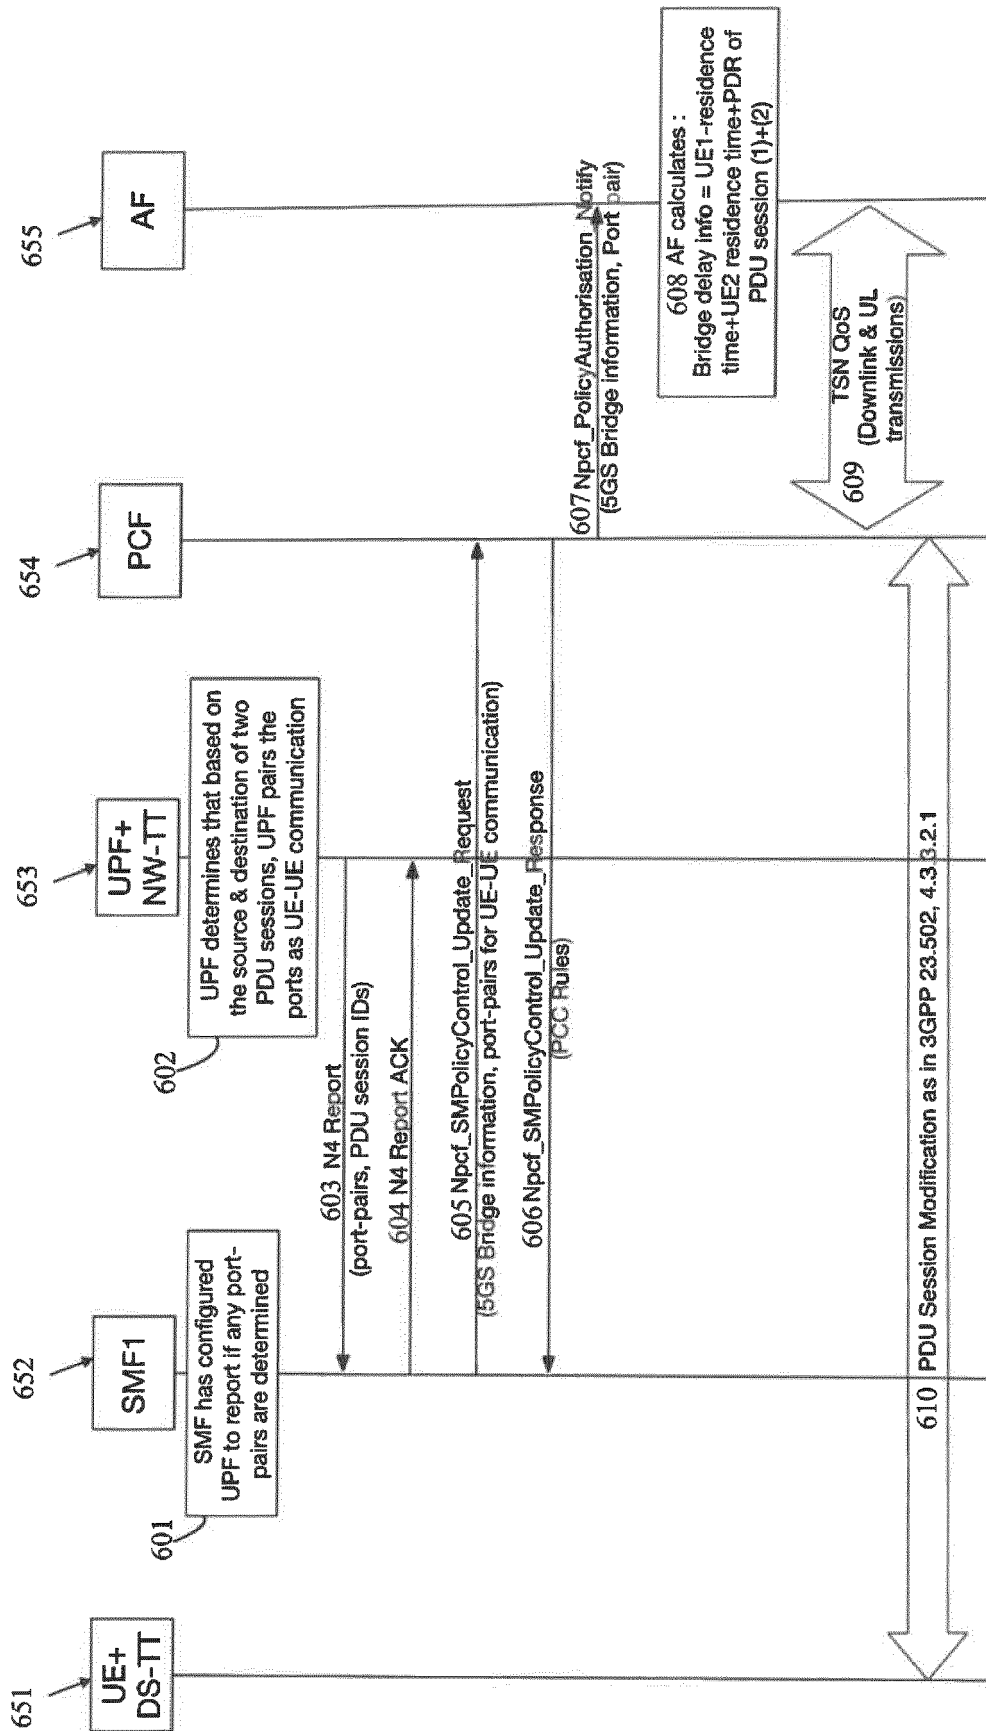 651
UE+
DS-TT
652
SMF1
653
UPF+
NW-TT
654
PCF
655
AF
601
SMF has configured
UPF to report if any port-
pairs are determined
602
UPF determines that based on
the source & destination of two
PDU sessions, UPF pairs the
ports as UE-UE communication
603 N4 Report
(port-pairs, PDU session IDs)
604 N4 Report ACK
605 Npcf_SMPolicyControl_Update_Request
(5GS Bridge information, port-pairs for UE-UE communication)
606 Npcf_SMPolicyControl_Update_Response
(PCC Rules)
607 Npcf_PolicyAuthorisation_Notify
(5GS Bridge information, Port pair)
608 AF calculates :
Bridge delay info = UE1-residence
time+UE2 residence time+PDR of
PDU session (1)+(2)
609
TSN QoS
(Downlink & UL
transmissions)
610 PDU Session Modification as in 3GPP 23.502, 4.3.3.2.1